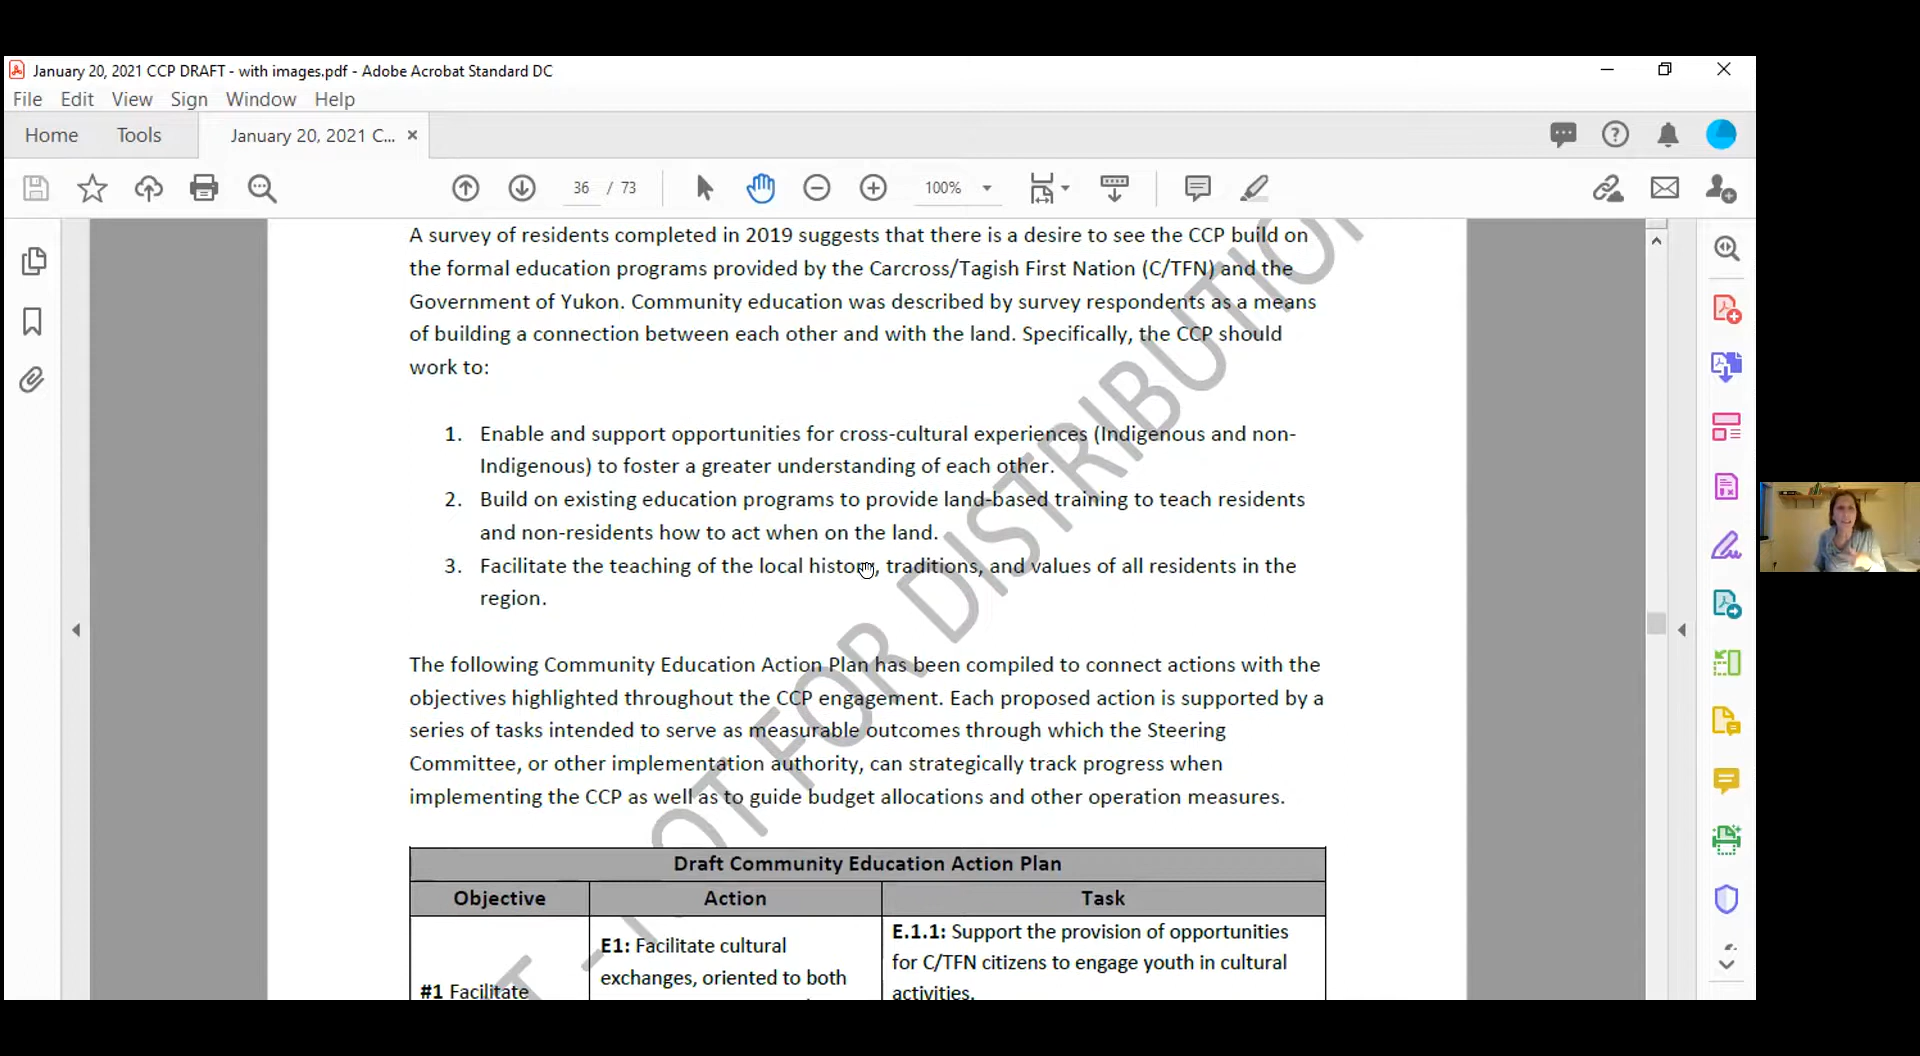 January 20, 2021 CCP DRAFT - with images.pdf - Adobe Acrobat Standard DC
File Edit View Sign Window Help
Home Tools January 20, 2021 C... ×
36 / 73 100%
A survey of residents completed in 2019 suggests that there is a desire to see the CCP build on
the formal education programs provided by the Carcross/Tagish First Nation (C/TFN) and the
Government of Yukon. Community education was described by survey respondents as a means
of building a connection between each other and with the land. Specifically, the CCP should
work to:
1. Enable and support opportunities for cross-cultural experiences (Indigenous and non-
Indigenous) to foster a greater understanding of each other.
2. Build on existing education programs to provide land-based training to teach residents
and non-residents how to act when on the land.
3. Facilitate the teaching of the local history, traditions, and values of all residents in the
region.
The following Community Education Action Plan has been compiled to connect actions with the
objectives highlighted throughout the CCP engagement. Each proposed action is supported by a
series of tasks intended to serve as measurable outcomes through which the Steering
Committee, or other implementation authority, can strategically track progress when
implementing the CCP as well as to guide budget allocations and other operation measures.
Draft Community Education Action Plan
Objective Action Task
#1 Facilitate
E1: Facilitate cultural
exchanges, oriented to both
E.1.1: Support the provision of opportunities
for C/TFN citizens to engage youth in cultural
activities.
T - NOT FOR DISTRIBUTION